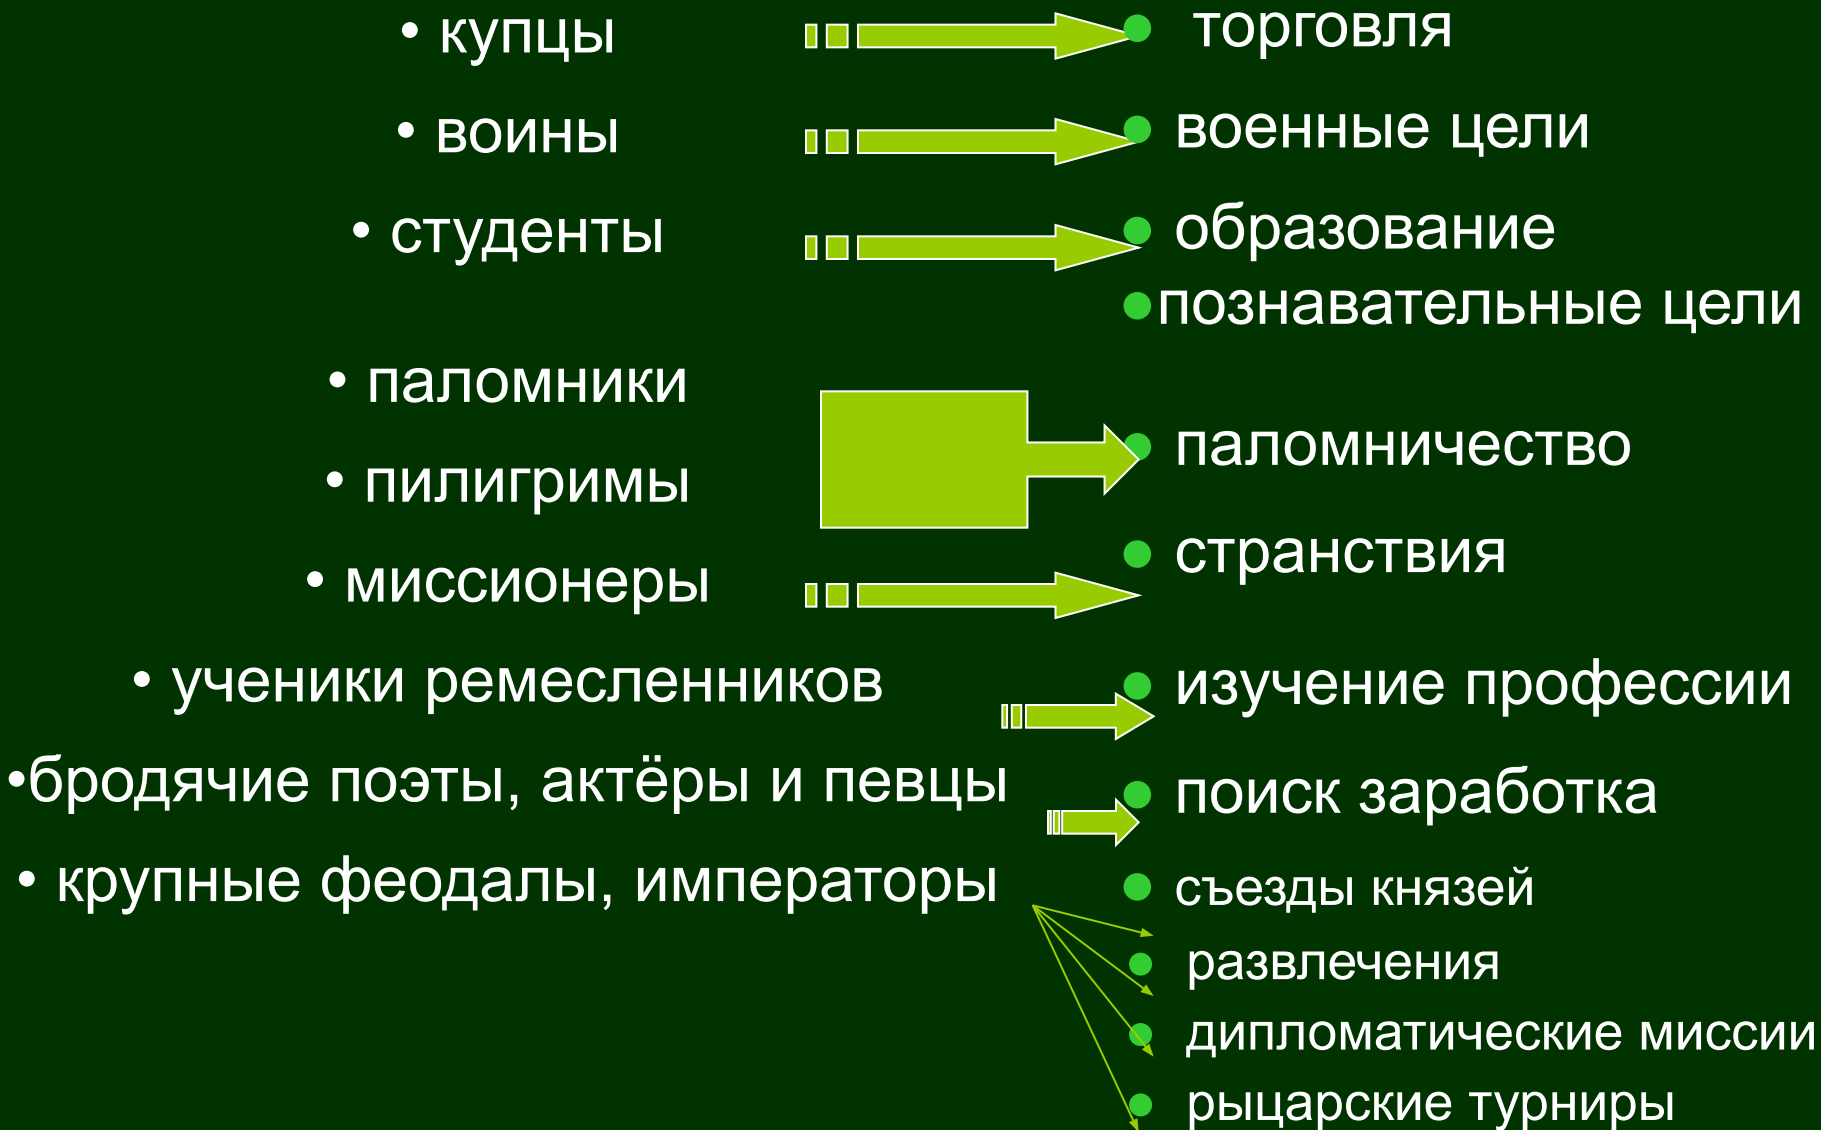 • купцы
• воины
• студенты
• паломники
• пилигримы
• миссионеры
• ученики ремесленников
•бродячие поэты, актёры и певцы
• крупные феодалы, императоры
торговля
военные цели
образование
познавательные цели
паломничество
странствия
изучение профессии
поиск заработка
съезды князей
развлечения
дипломатические миссии
рыцарские турниры